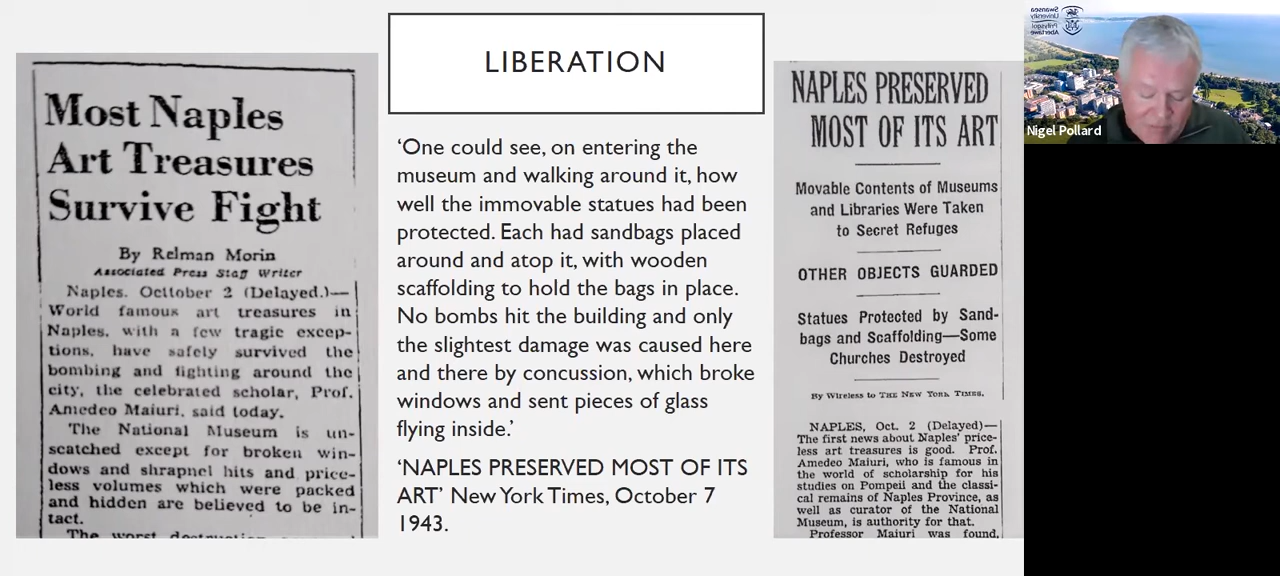 Most Naples
Art Treasures
Survive Fight
By Relman Morin
Associated Press Staff Writer
Naples, Octtober 2 (Delayed.)—
World famous art treasures in
Naples, with a few tragic excep-
tions, have safely survived the
bombing and fighting around the
city, the celebrated scholar, Prof.
Amedeo Maiuri, said today.
The National Museum is un-
scatched except for broken win-
dows and shrapnel hits and price-
less volumes which were packed
and hidden are believed to be in-
tact.
The worst
LIBERATION
‘One could see, on entering the
museum and walking around it, how
well the immovable statues had been
protected. Each had sandbags placed
around and atop it, with wooden
scaffolding to hold the bags in place.
No bombs hit the building and only
the slightest damage was caused here
and there by concussion, which broke
windows and sent pieces of glass
flying inside.’
‘NAPLES PRESERVED MOST OF ITS
ART’ New York Times, October 7
1943.
NAPLES PRESERVED
MOST OF ITS ART
Movable Contents of Museums
and Libraries Were Taken
to Secret Refuges
OTHER OBJECTS GUARDED
Statues Protected by Sand-
bags and Scaffolding—Some
Churches Destroyed
By Wireless to THE NEW YORK TIMES.
NAPLES, Oct. 2 (Delayed)—
The first news about Naples' price-
less art treasures is good. Prof.
Amedeo Maiuri, who is famous in
the world of scholarship for his
studies on Pompeii and the classi-
cal remains of Naples Province, as
well as curator of the National
Museum, is authority for that.
Professor Maiuri was found,
Swansea
University
Prifysgol
Abertawe
Nigel Pollard